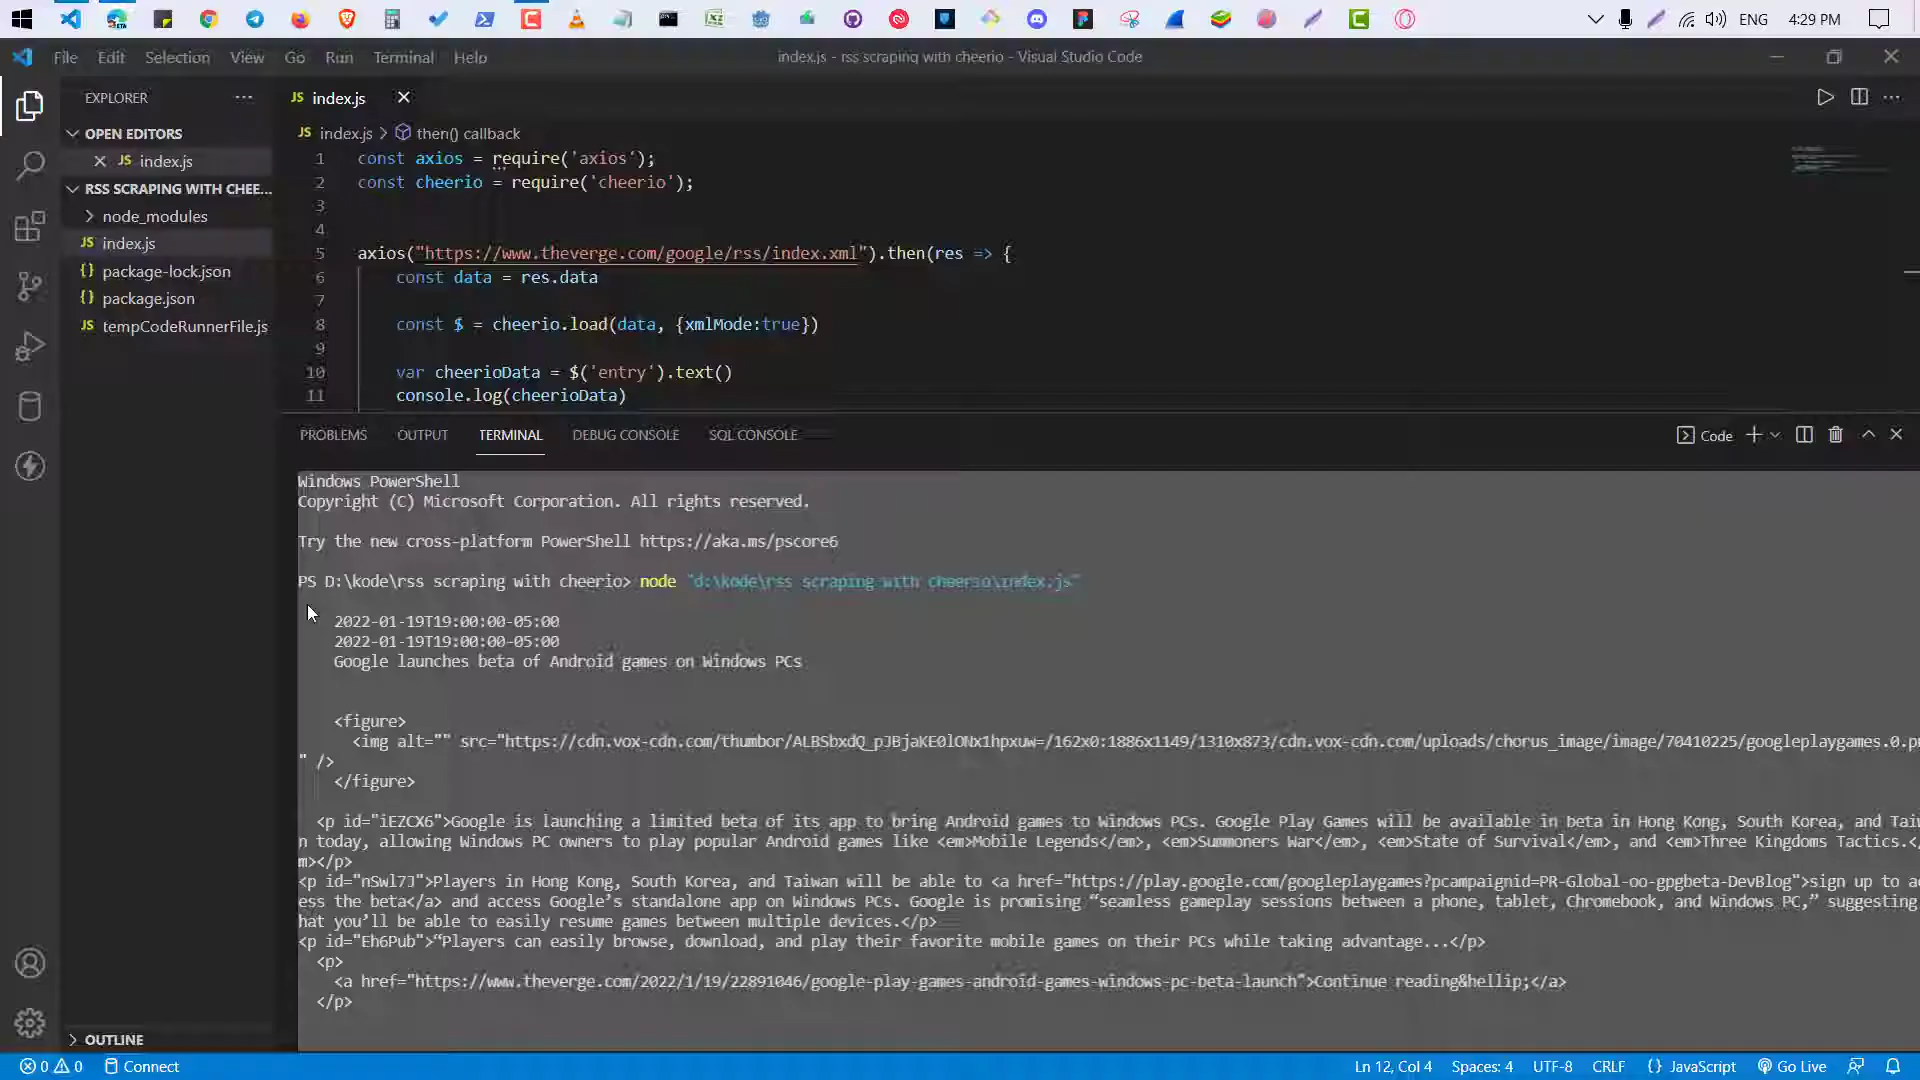 ENG
4:29 PM
File Edit Selection View Go Run Terminal Help
index.js - rss scraping with cheerio - Visual Studio Code
EXPLORER
JS index.js
OPEN EDITORS
JS index.js
RSS SCRAPING WITH CHEE...
node_modules
JS index.js
{} package-lock.json
{} package.json
JS tempCodeRunnerFile.js
JS index.js > then() callback
1 const axios = require('axios');
2 const cheerio = require('cheerio');
3
4
5 axios("https://www.theverge.com/google/rss/index.xml").then(res => {
6 const data = res.data
7
8 const $ = cheerio.load(data, {xmlMode:true})
9
10 var cheerioData = $('entry').text()
11 console.log(cheerioData)
PROBLEMS OUTPUT TERMINAL DEBUG CONSOLE SQL CONSOLE
Code
Windows PowerShell
Copyright (C) Microsoft Corporation. All rights reserved.
Try the new cross-platform PowerShell https://aka.ms/pscore6
PS D:\kode\rss scraping with cheerio> node "d:\kode\rss scraping with cheerio\index.js"
2022-01-19T19:00:00-05:00
2022-01-19T19:00:00-05:00
Google launches beta of Android games on Windows PCs
<figure>
<img alt="" src="https://cdn.vox-cdn.com/thumbor/ALBSbxdQ_pJBjaKE0lONx1hpxuw=/162x0:1886x1149/1310x873/cdn.vox-cdn.com/uploads/chorus_image/image/70410225/googleplaygames.0.p
" />
</figure>
<p id="iEZCX6">Google is launching a limited beta of its app to bring Android games to Windows PCs. Google Play Games will be available in beta in Hong Kong, South Korea, and Tai
n today, allowing Windows PC owners to play popular Android games like <em>Mobile Legends</em>, <em>Summoners War</em>, <em>State of Survival</em>, and <em>Three Kingdoms Tactics.<
m></p>
<p id="nSwl7J">Players in Hong Kong, South Korea, and Taiwan will be able to <a href="https://play.google.com/googleplaygames?pcampaignid=PR-Global-oo-gpgbeta-DevBlog">sign up to a
ess the beta</a> and access Google’s standalone app on Windows PCs. Google is promising “seamless gameplay sessions between a phone, tablet, Chromebook, and Windows PC,” suggesting
hat you’ll be able to easily resume games between multiple devices.</p>
<p id="Eh6Pub">“Players can easily browse, download, and play their favorite mobile games on their PCs while taking advantage...</p>
<p>
<a href="https://www.theverge.com/2022/1/19/22891046/google-play-games-android-games-windows-pc-beta-launch">Continue reading&hellip;</a>
</p>
OUTLINE
0 0 Connect
Ln 12, Col 4 Spaces: 4 UTF-8 CRLF {} JavaScript Go Live